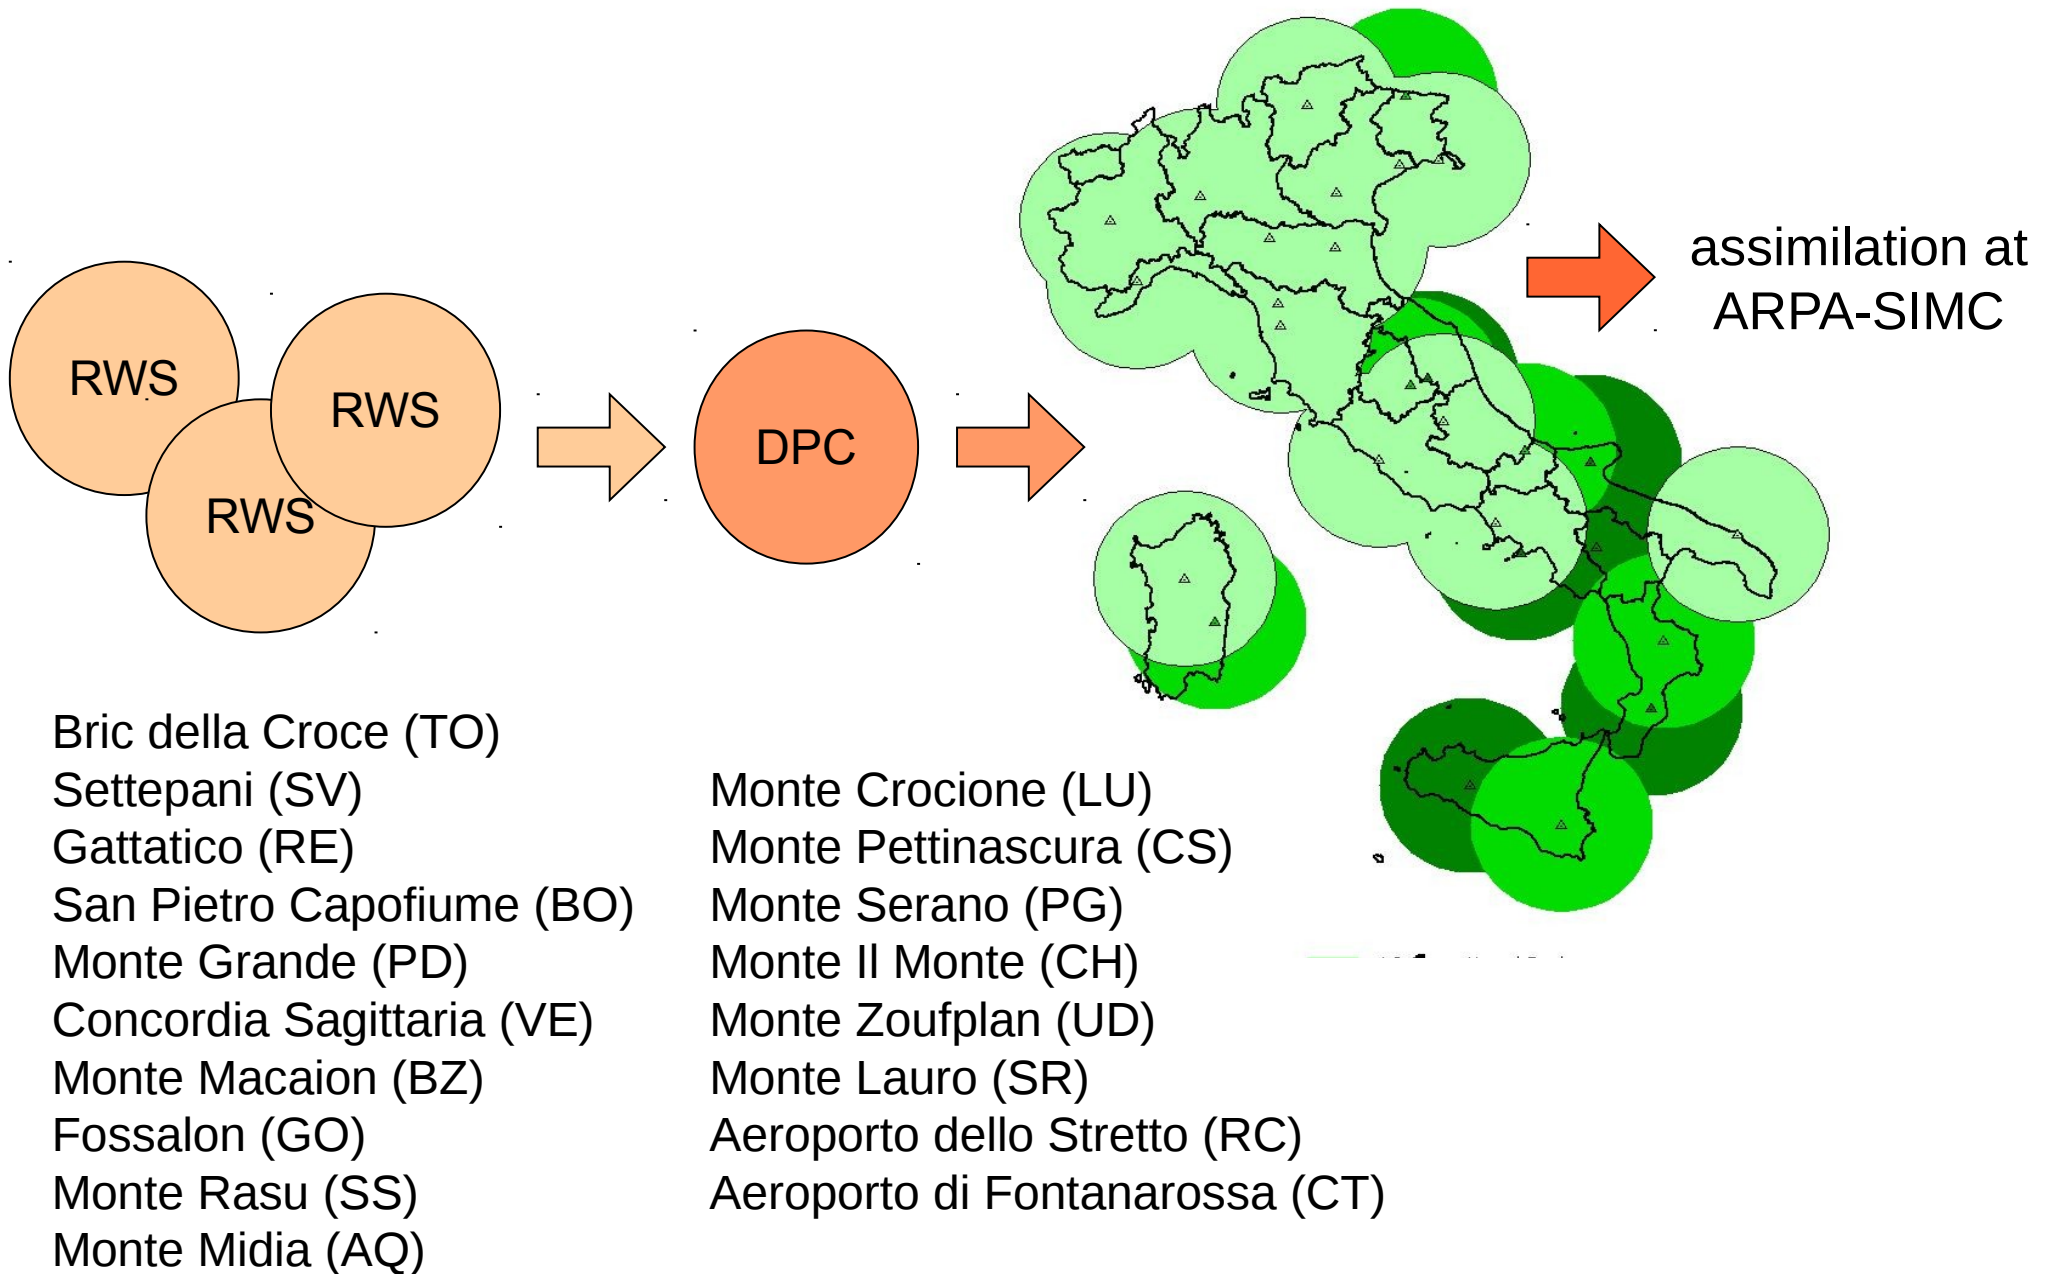 RWS
RWS
RWS
DPC
assimilation at
ARPA-SIMC
Bric della Croce (TO)
Settepani (SV)
Gattatico (RE)
San Pietro Capofiume (BO)
Monte Grande (PD)
Concordia Sagittaria (VE)
Monte Macaion (BZ)
Fossalon (GO)
Monte Rasu (SS)
Monte Midia (AQ)
Monte Crocione (LU)
Monte Pettinascura (CS)
Monte Serano (PG)
Monte Il Monte (CH)
Monte Zoufplan (UD)
Monte Lauro (SR)
Aeroporto dello Stretto (RC)
Aeroporto di Fontanarossa (CT)